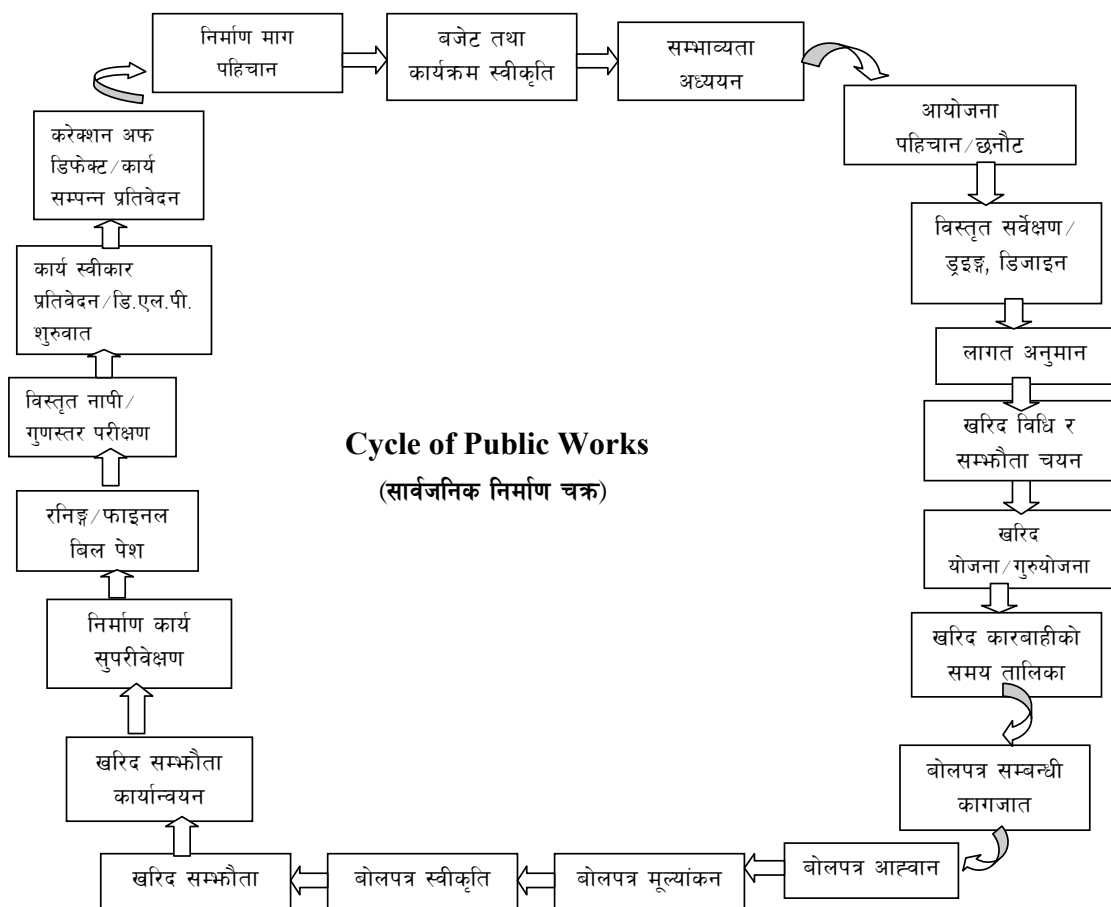 निर्माण माग
पहिचान
बजेट तथा
कार्यक्रम स्वीकृति
सम्भाव्यता
अध्ययन
आयोजना
पहिचान/छनौट
विस्तृत सर्वेक्षण/
ड्रइङ्ग, डिजाइन
लागत अनुमान
खरिद विधि र
सम्झौता चयन
खरिद
योजना/गुरुयोजना
खरिद कारबाहीको
समय तालिका
बोलपत्र सम्बन्धी
कागजात
बोलपत्र आह्वान
बोलपत्र मूल्यांकन
बोलपत्र स्वीकृति
खरिद सम्झौता
खरिद सम्झौता
कार्यान्वयन
निर्माण कार्य
सुपरीवेक्षण
रनिङ्ग/फाइनल
बिल पेश
विस्तृत नापी/
गुणस्तर परीक्षण
कार्य स्वीकार
प्रतिवेदन/डि.एल.पी.
शुरुवात
करेक्शन अफ
डिफेक्ट/कार्य
सम्पन्न प्रतिवेदन
Cycle of Public Works
(सार्वजनिक निर्माण चक्र)